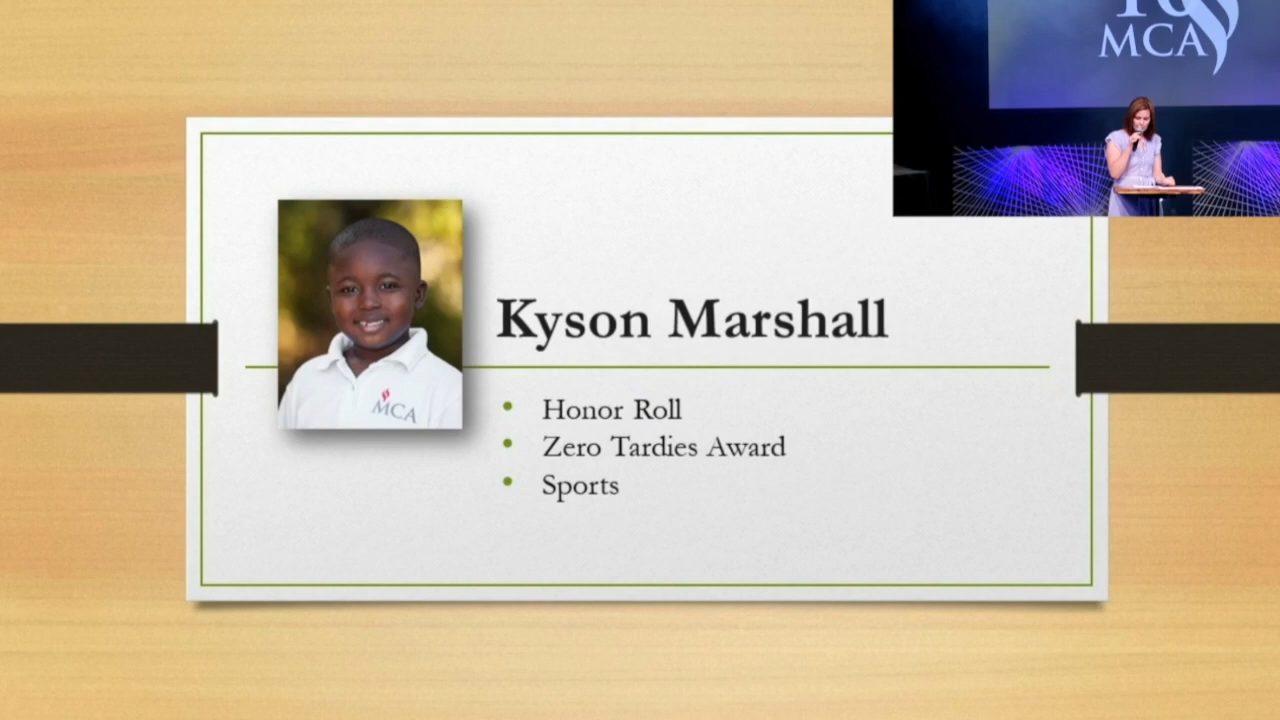 MCA
Kyson Marshall
MCA
• Honor Roll
• Zero Tardies Award
• Sports